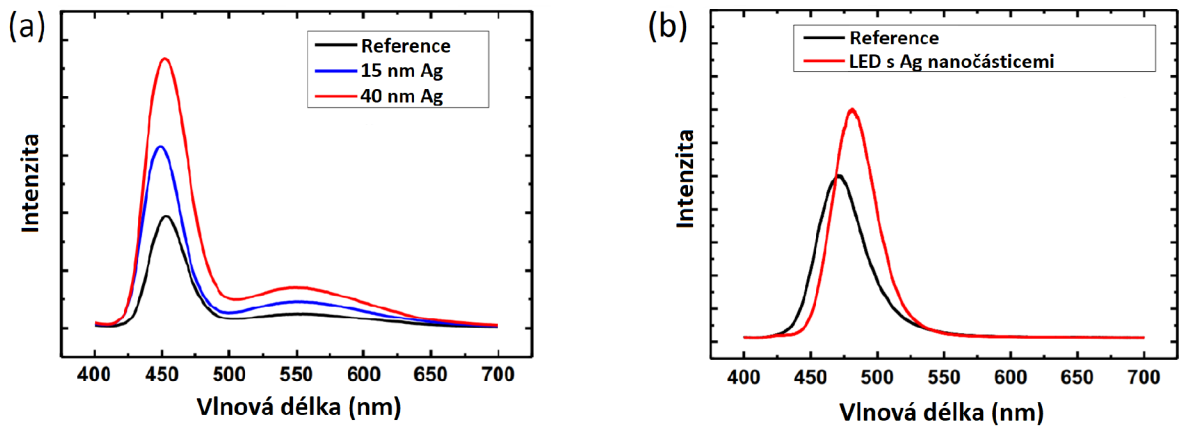 (a)
Reference
15 nm Ag
40 nm Ag
Intenzita
400 450 500 550 600 650 700
Vlnová délka (nm)
(b)
Reference
LED s Ag nanočásticemi
Intenzita
400 450 500 550 600 650 700
Vlnová délka (nm)